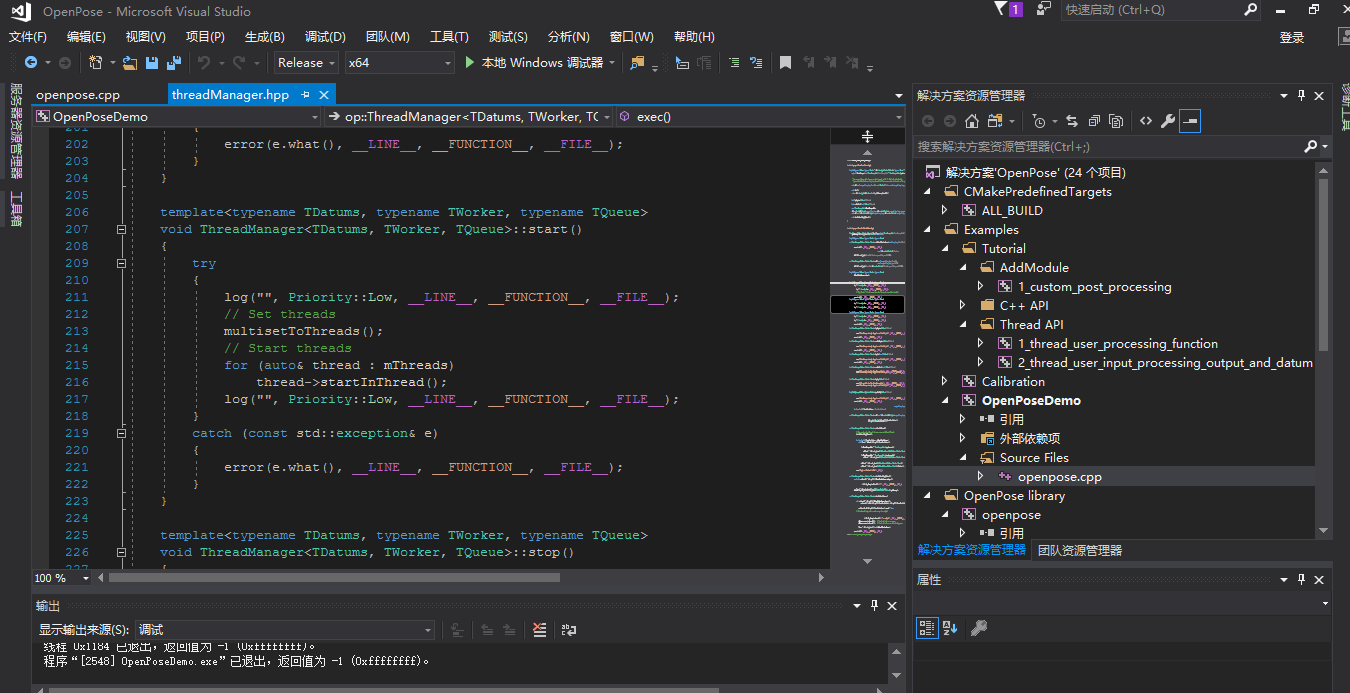 OpenPose - Microsoft Visual Studio
1
快速启动 (Ctrl+Q)
文件(F) 编辑(E) 视图(V) 项目(P) 生成(B) 调试(D) 团队(M) 工具(T) 测试(S) 分析(N) 窗口(W) 帮助(H)
登录
Release x64 本地 Windows 调试器
服务器资源管理器
工具箱
openpose.cpp threadManager.hpp
OpenPoseDemo op::ThreadManager<TDatums, TWorker, TQ exec()
201 }
202 error(e.what(), __LINE__, __FUNCTION__, __FILE__);
203 }
204 }
205
206 template<typename TDatums, typename TWorker, typename TQueue>
207 void ThreadManager<TDatums, TWorker, TQueue>::start()
208 {
209 try
210 {
211 log("", Priority::Low, __LINE__, __FUNCTION__, __FILE__);
212 // Set threads
213 multisetToThreads();
214 // Start threads
215 for (auto& thread : mThreads)
216 thread->startInThread();
217 log("", Priority::Low, __LINE__, __FUNCTION__, __FILE__);
218 }
219 catch (const std::exception& e)
220 {
221 error(e.what(), __LINE__, __FUNCTION__, __FILE__);
222 }
223 }
224
225 template<typename TDatums, typename TWorker, typename TQueue>
226 void ThreadManager<TDatums, TWorker, TQueue>::stop()
227 {
100 %
输出
显示输出来源(S): 调试
线程 0x1184 已退出，返回值为 -1 (0xffffffff)。
程序“[2548] OpenPoseDemo.exe”已退出，返回值为 -1 (0xffffffff)。
解决方案资源管理器
搜索解决方案资源管理器(Ctrl+;)
解决方案'OpenPose' (24 个项目)
CMakePredefinedTargets
ALL_BUILD
Examples
Tutorial
AddModule
1_custom_post_processing
C++ API
Thread API
1_thread_user_processing_function
2_thread_user_input_processing_output_and_datum
Calibration
OpenPoseDemo
引用
外部依赖项
Source Files
openpose.cpp
OpenPose library
openpose
引用
解决方案资源管理器 团队资源管理器
属性
诊断工具